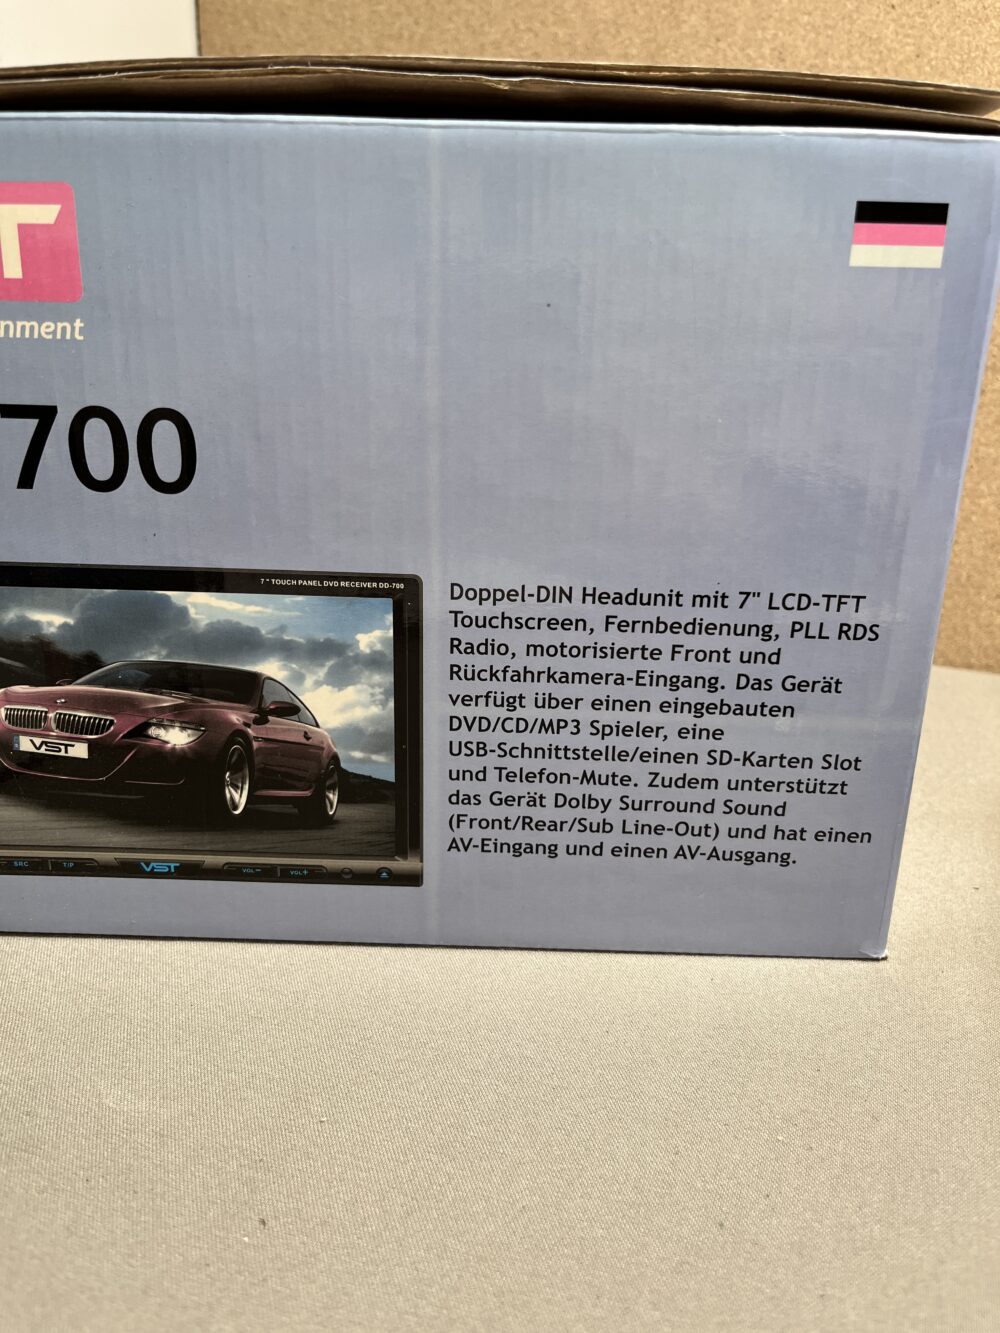 T
nment
700
7" TOUCH PANEL DVD RECEIVER DD-700
VST
SRC
T/P
VST
VOL-
VOL+
Doppel-DIN Headunit mit 7" LCD-TFT
Touchscreen, Fernbedienung, PLL RDS
Radio, motorisierte Front und
Rückfahrkamera-Eingang. Das Gerät
verfügt über einen eingebauten
DVD/CD/MP3 Spieler, eine
USB-Schnittstelle/einen SD-Karten Slot
und Telefon-Mute. Zudem unterstützt
das Gerät Dolby Surround Sound
(Front/Rear/Sub Line-Out) und hat einen
AV-Eingang und einen AV-Ausgang.